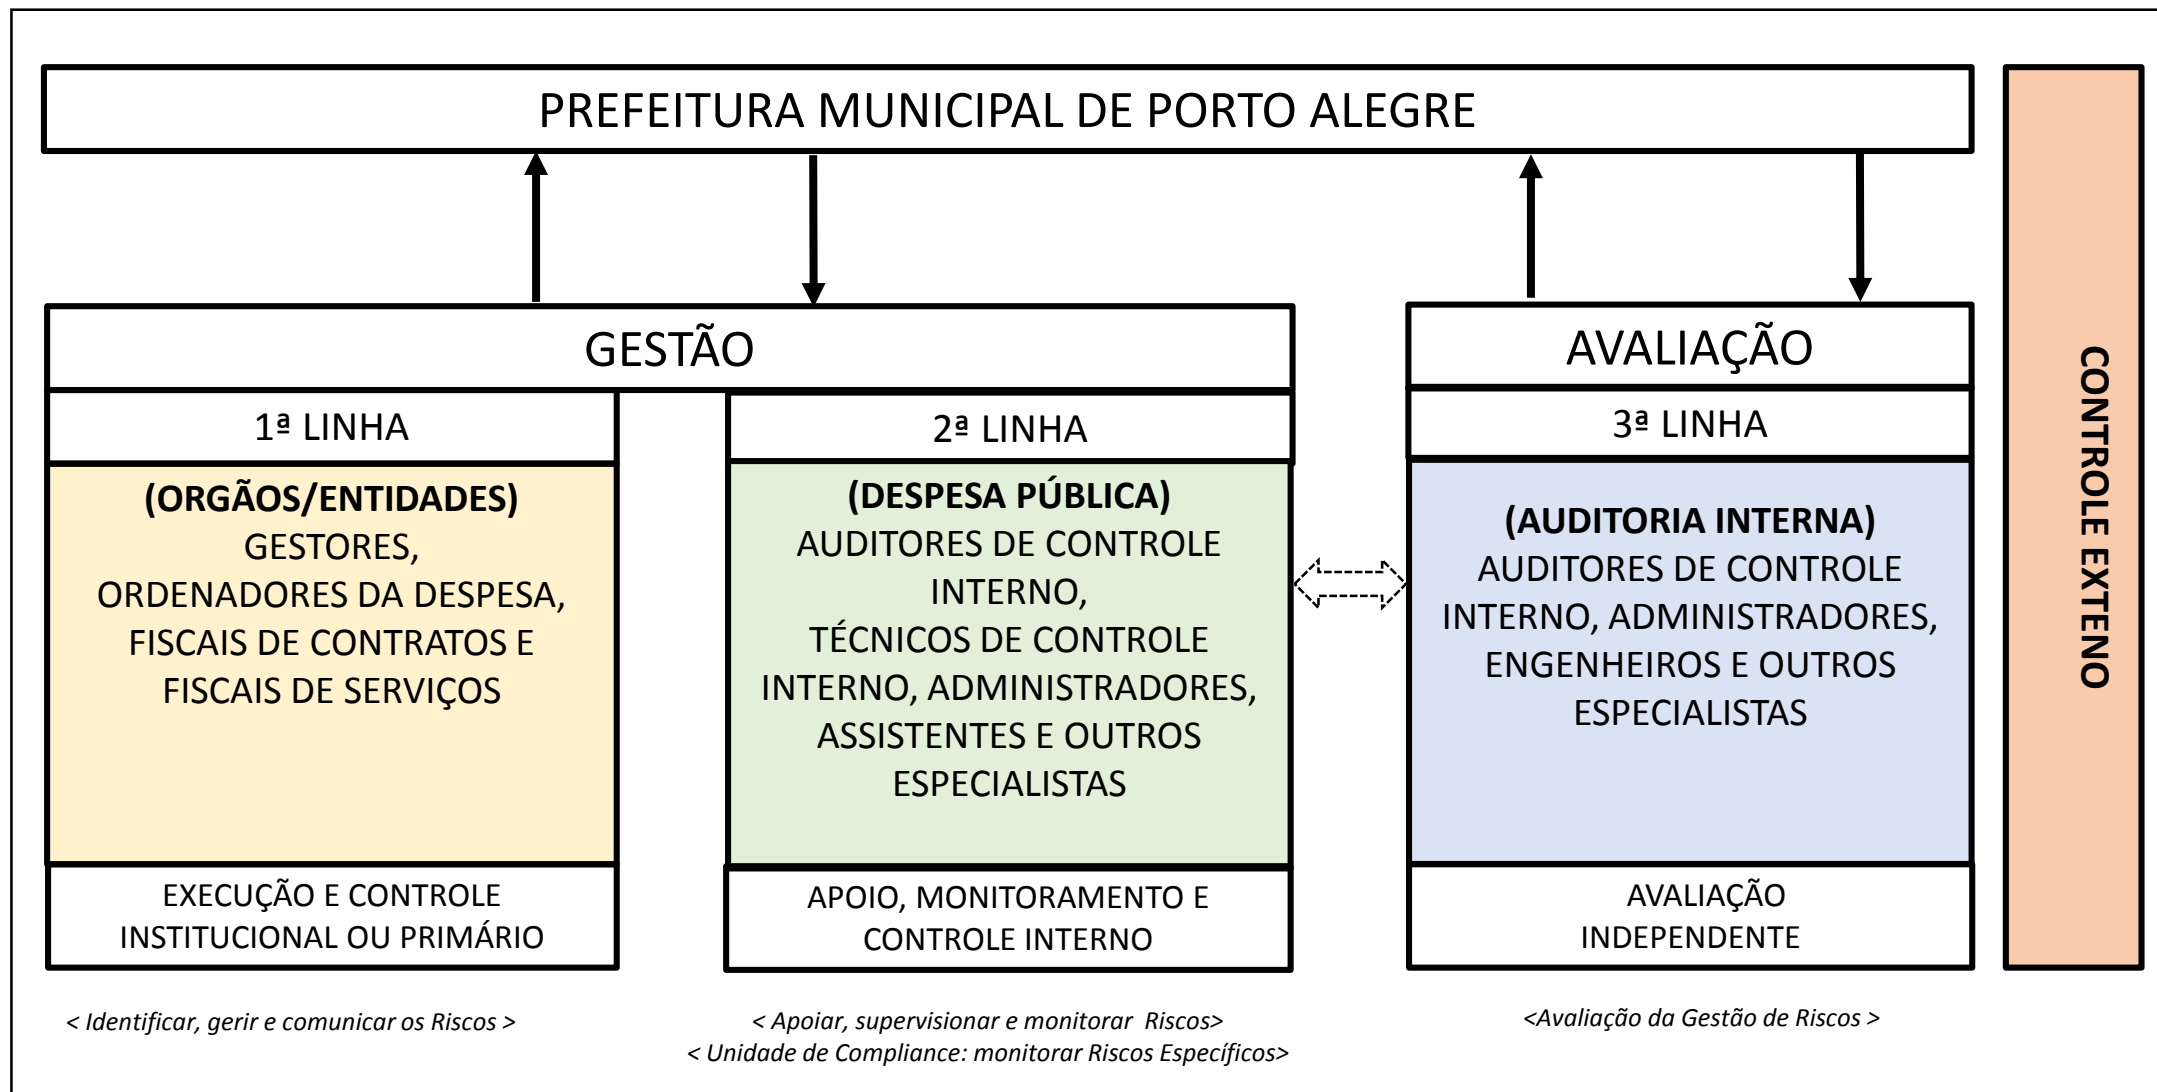 PREFEITURA MUNICIPAL DE PORTO ALEGRE
GESTÃO
1ª LINHA
(ORGÃOS/ENTIDADES)
GESTORES,
ORDENADORES DA DESPESA,
FISCAIS DE CONTRATOS E
FISCAIS DE SERVIÇOS
EXECUÇÃO E CONTROLE
INSTITUCIONAL OU PRIMÁRIO
< Identificar, gerir e comunicar os Riscos >
2ª LINHA
(DESPESA PÚBLICA)
AUDITORES DE CONTROLE
INTERNO,
TÉCNICOS DE CONTROLE
INTERNO, ADMINISTRADORES,
ASSISTENTES E OUTROS
ESPECIALISTAS
APOIO, MONITORAMENTO E
CONTROLE INTERNO
< Apoiar, supervisionar e monitorar  Riscos>
< Unidade de Compliance: monitorar Riscos Específicos>
AVALIAÇÃO
3ª LINHA
(AUDITORIA INTERNA)
AUDITORES DE CONTROLE
INTERNO, ADMINISTRADORES,
ENGENHEIROS E OUTROS
ESPECIALISTAS
AVALIAÇÃO
INDEPENDENTE
<Avaliação da Gestão de Riscos >
CONTROLE EXTENO